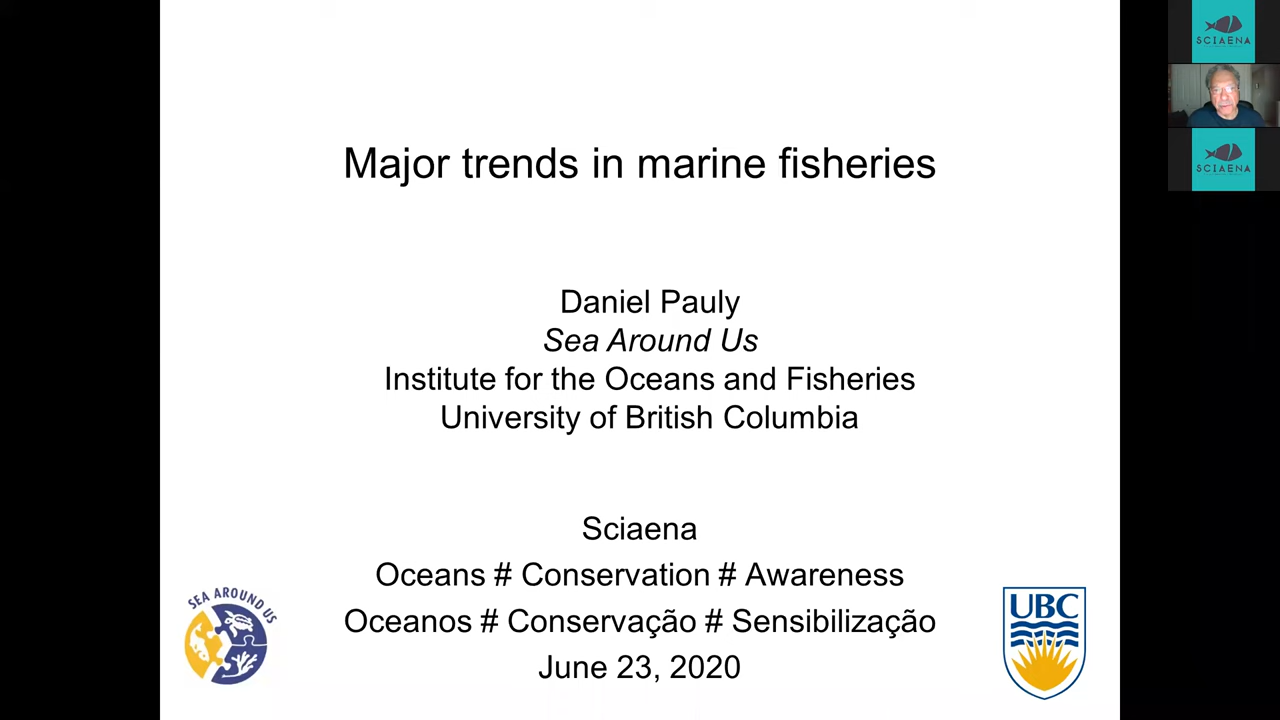 SCIAENA
Major trends in marine fisheries
Daniel Pauly
Sea Around Us
Institute for the Oceans and Fisheries
University of British Columbia
SCIAENA
Sciaena
Oceans # Conservation # Awareness
Oceanos # Conservação # Sensibilização
June 23, 2020
SEA AROUND US
UBC